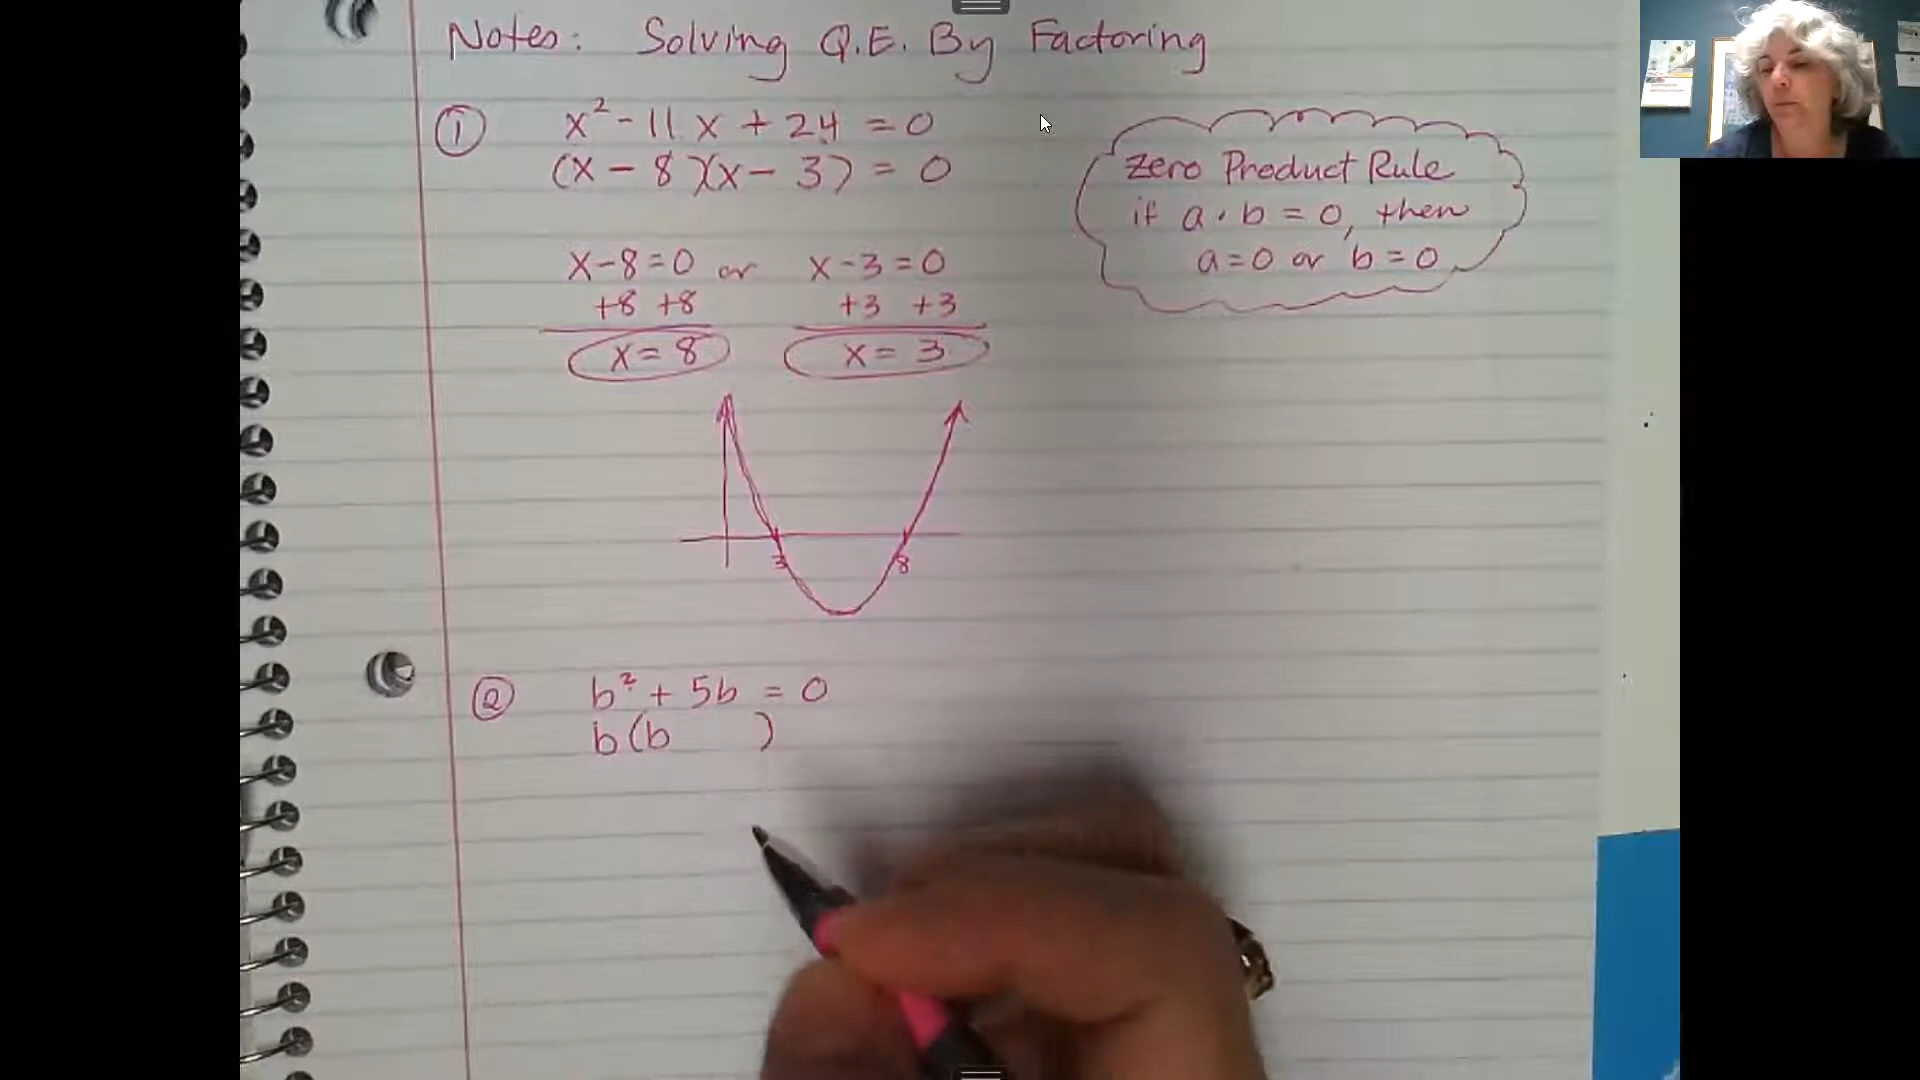 Notes: Solving Q.E. By Factoring
① x² - 11x + 24 = 0
(x - 8)(x - 3) = 0
x - 8 = 0 or x - 3 = 0
+8 +8 +3 +3
x = 8 x = 3
Zero Product Rule
if a · b = 0, then
a = 0 or b = 0
3 8
② b² + 5b = 0
b(b )